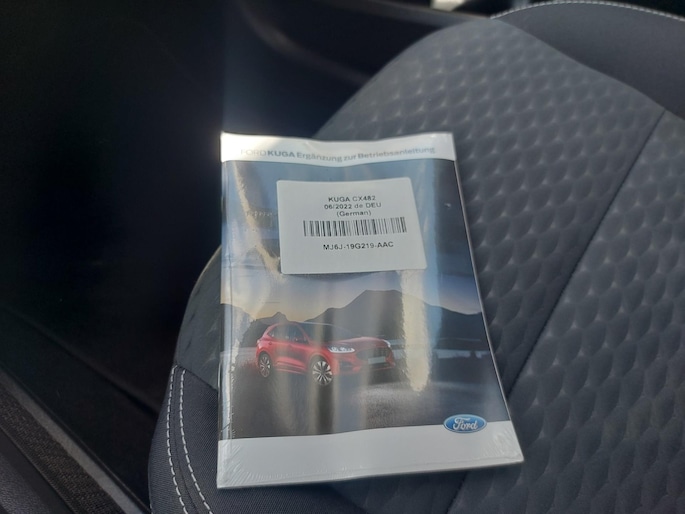 FORD KUGA Ergänzung zur Betriebsanleitung
KUGA CX482
06/2022 de DEU
(German)
MJ6J-19G219-AAC
Ford